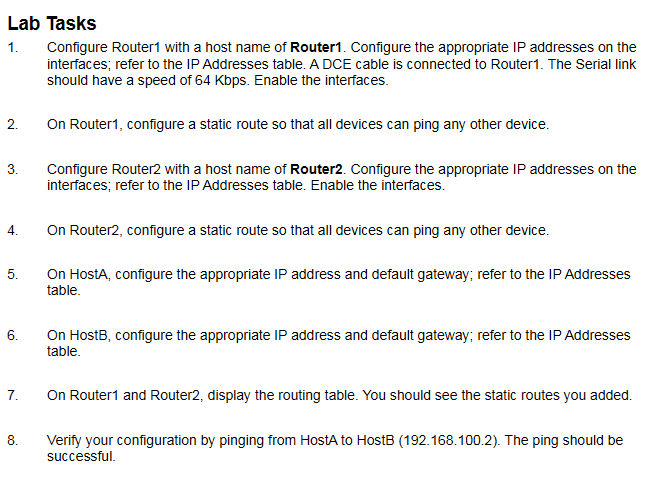 Lab Tasks
1. Configure Router1 with a host name of Router1. Configure the appropriate IP addresses on the
interfaces; refer to the IP Addresses table. A DCE cable is connected to Router1. The Serial link
should have a speed of 64 Kbps. Enable the interfaces.
2. On Router1, configure a static route so that all devices can ping any other device.
3. Configure Router2 with a host name of Router2. Configure the appropriate IP addresses on the
interfaces; refer to the IP Addresses table. Enable the interfaces.
4. On Router2, configure a static route so that all devices can ping any other device.
5. On HostA, configure the appropriate IP address and default gateway; refer to the IP Addresses
table.
6. On HostB, configure the appropriate IP address and default gateway; refer to the IP Addresses
table.
7. On Router1 and Router2, display the routing table. You should see the static routes you added.
8. Verify your configuration by pinging from HostA to HostB (192.168.100.2). The ping should be
successful.